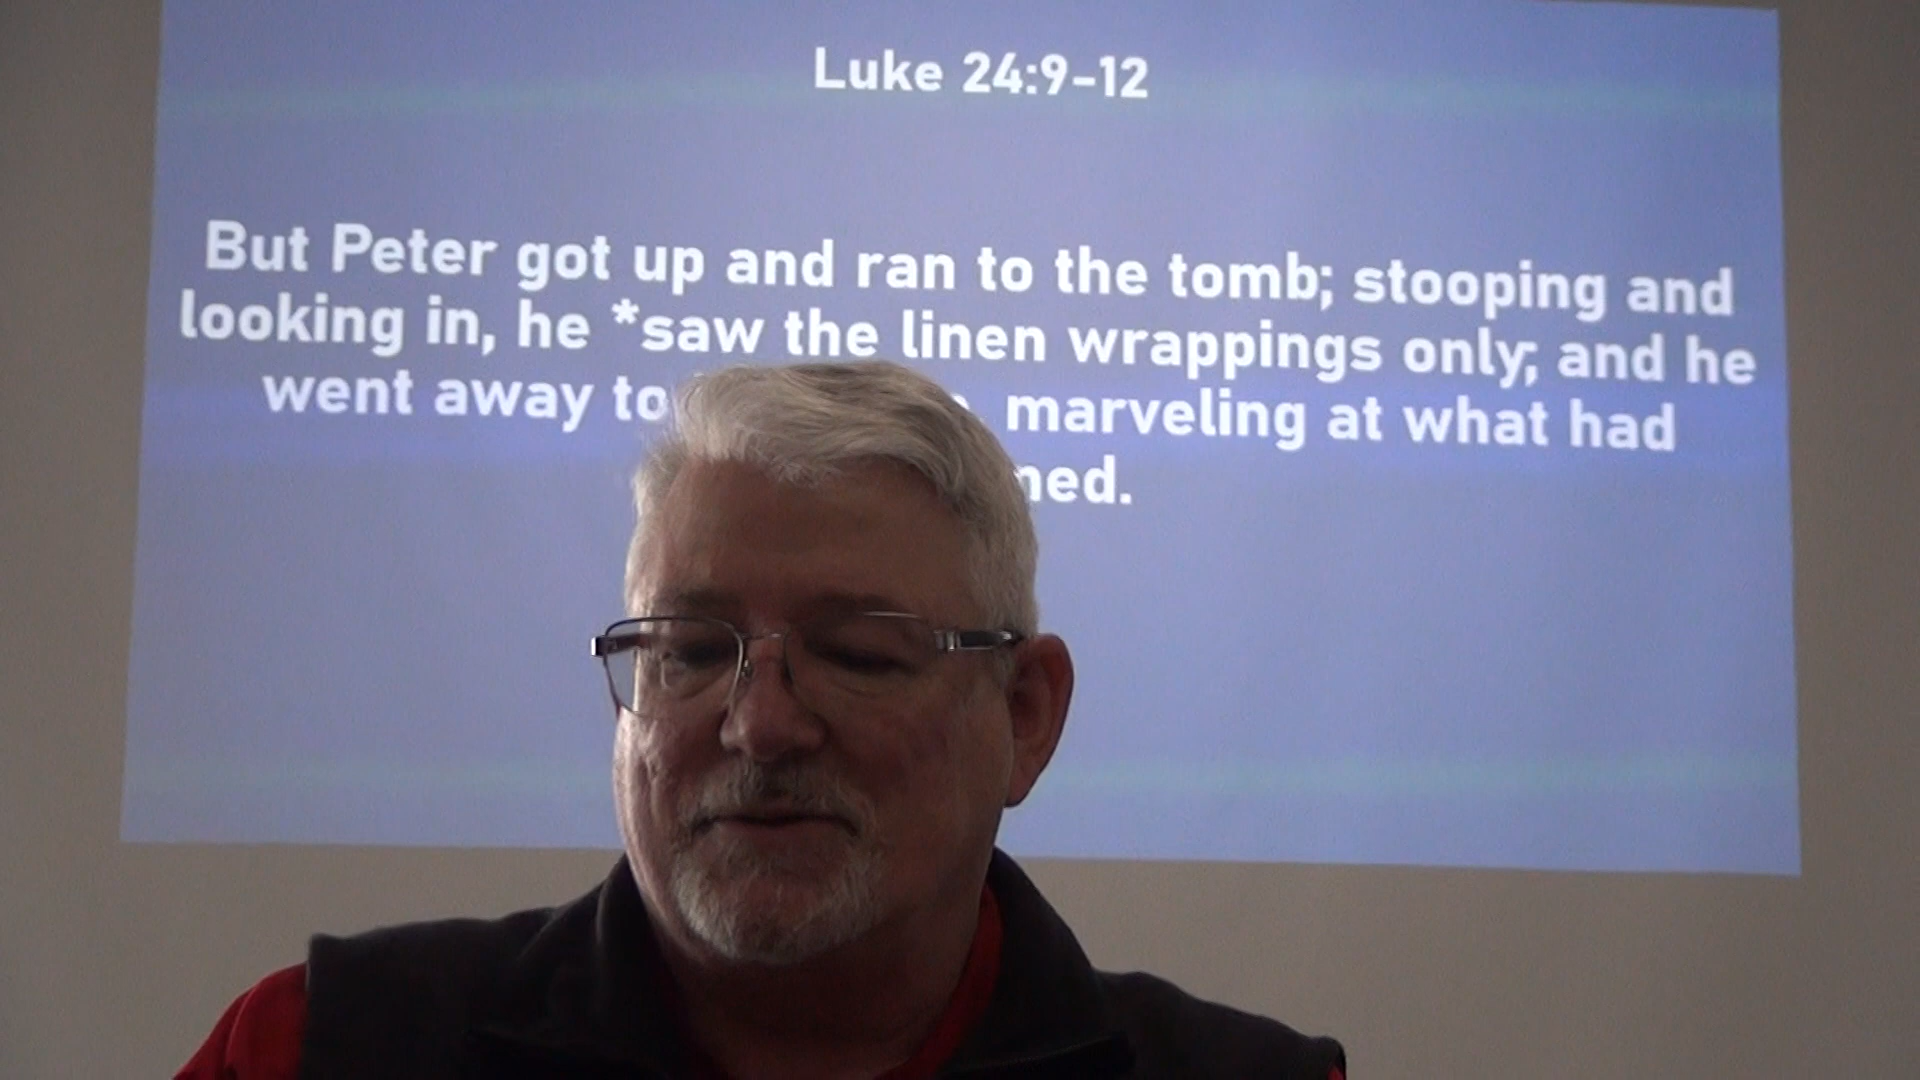 Luke 24:9-12
But Peter got up and ran to the tomb; stooping and
looking in, he *saw the linen wrappings only; and he
went away to marveling at what had
ned.